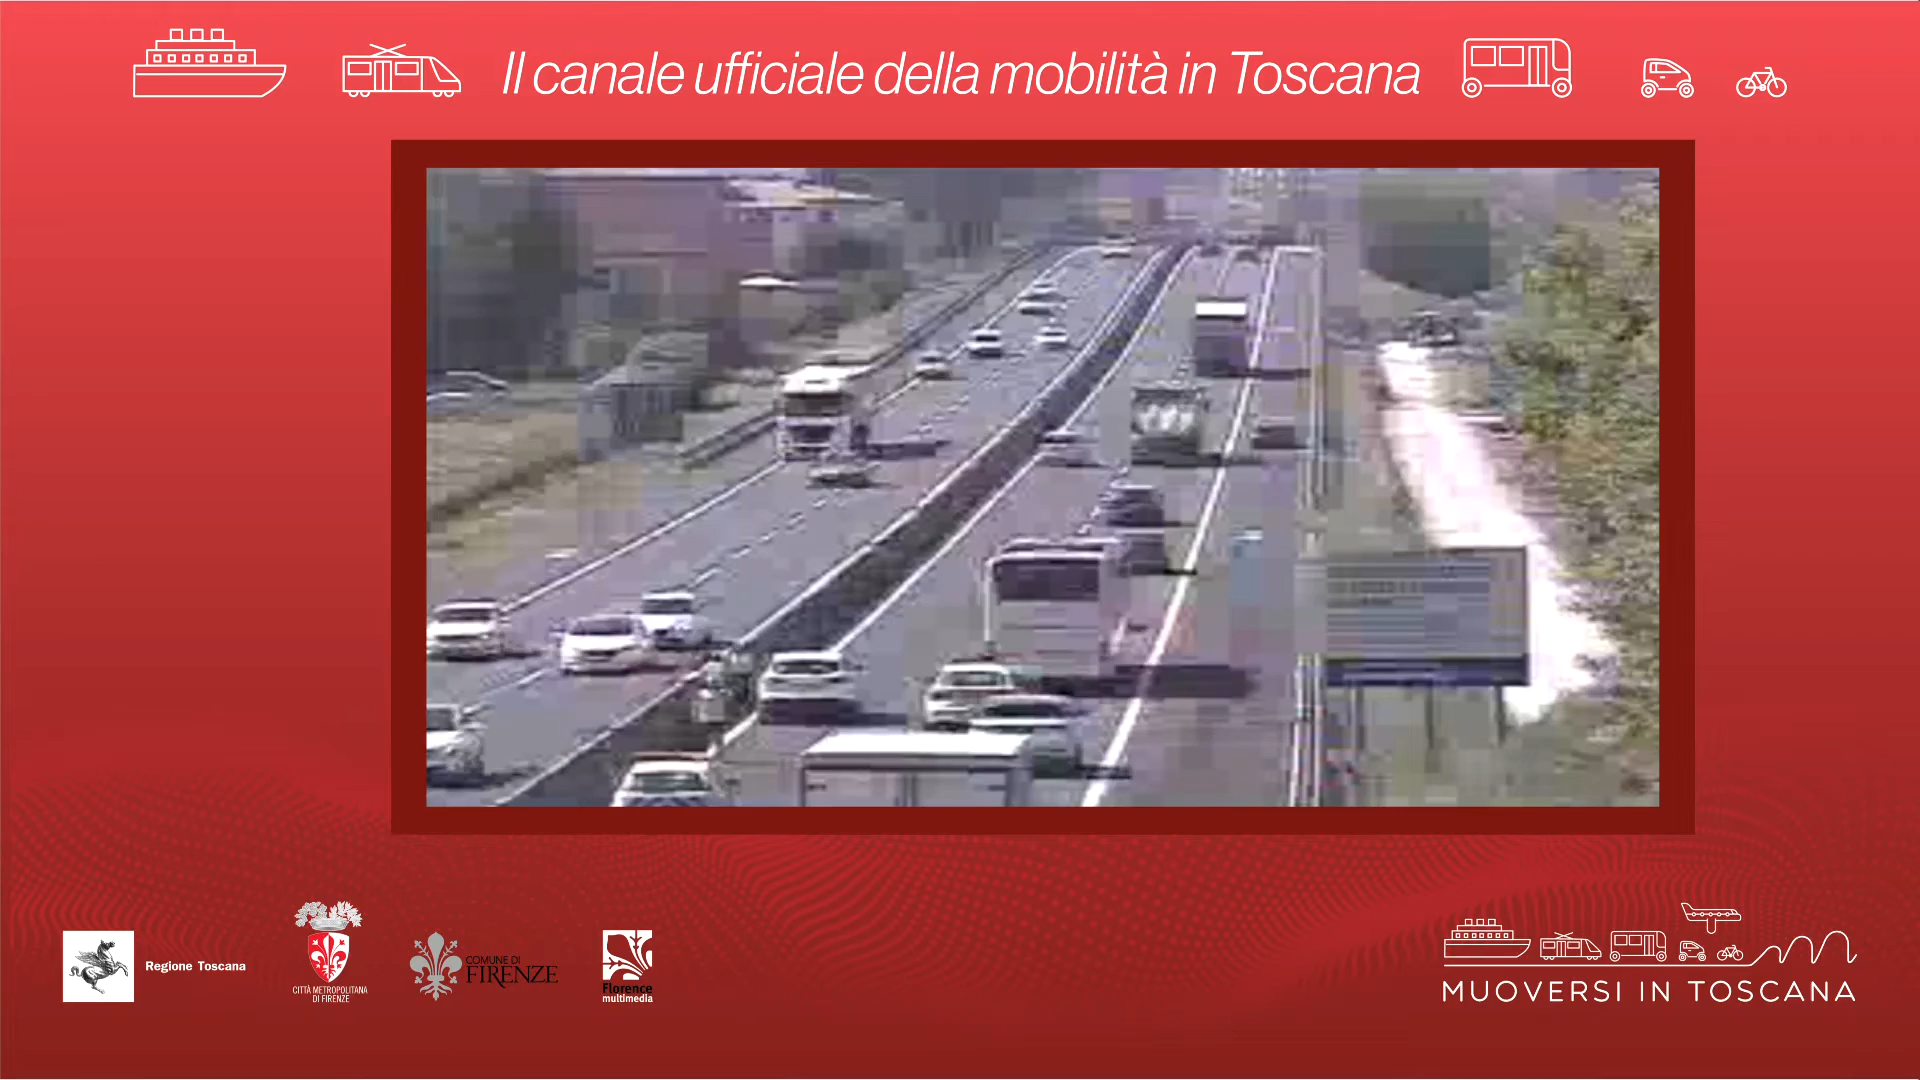 Il canale ufficiale della mobilità in Toscana
Regione Toscana
CITTÀ METROPOLITANA
DI FIRENZE
COMUNE DI
FIRENZE
Florence
multimedia
MUOVERSI IN TOSCANA